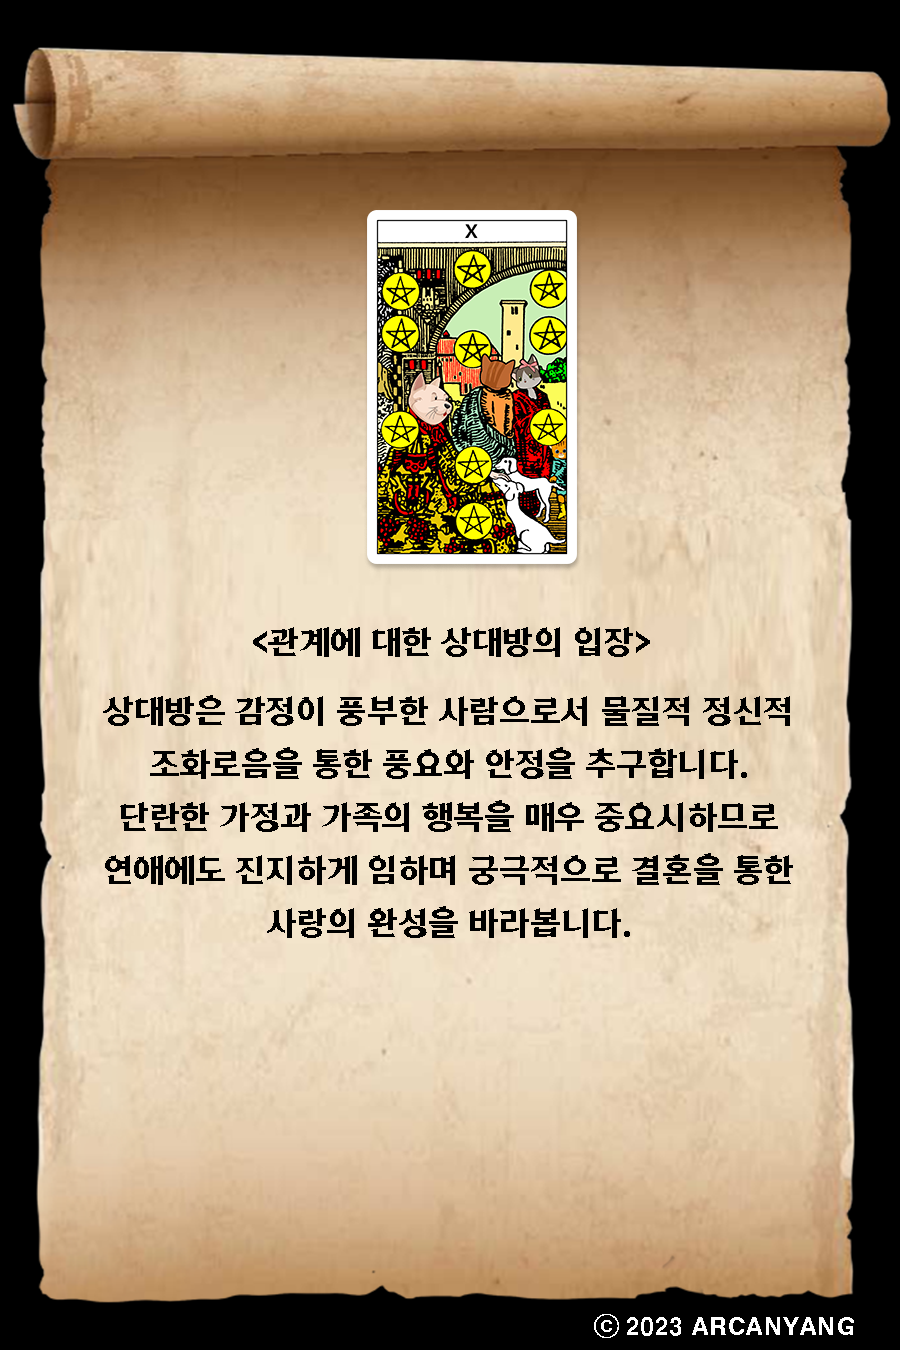 X
<관계에 대한 상대방의 입장>
상대방은 감정이 풍부한 사람으로서 물질적 정신적
조화로음을 통한 풍요와 안정을 추구합니다.
단란한 가정과 가족의 행복을 매우 중요시하므로
연애에도 진지하게 임하며 궁극적으로 결혼을 통한
사랑의 완성을 바라봅니다.
© 2023 ARCANYANG